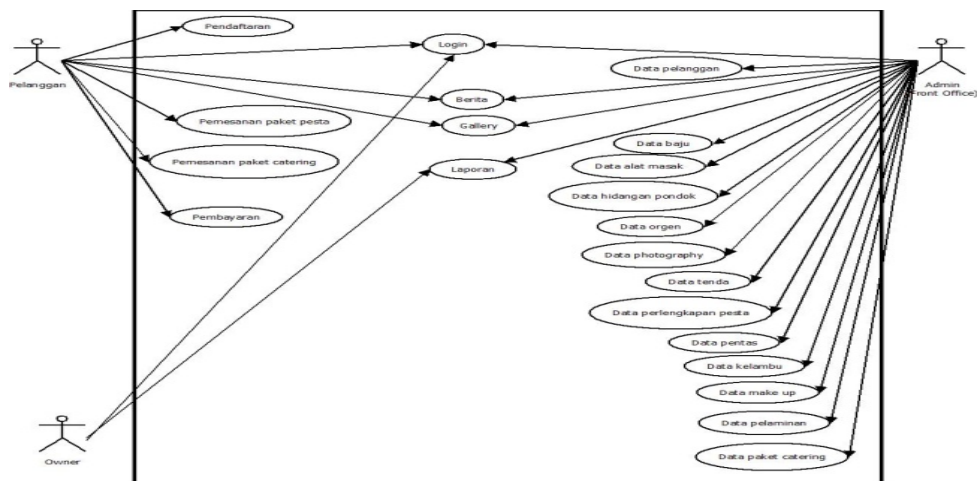 Pendaftaran
Login
Pelanggan
Data pelanggan
Admin
Front Office)
Berita
Gallery
Pemesanan paket pesta
Data baju
Pemesanan paket catering
Laporan
Data alat masak
Data hidangan pondok
Pembayaran
Data orgen
Data photography
Data tenda
Data perlengkapan pesta
Data pentas
Data kelambu
Data make up
Data pelaminan
Owner
Data paket catering